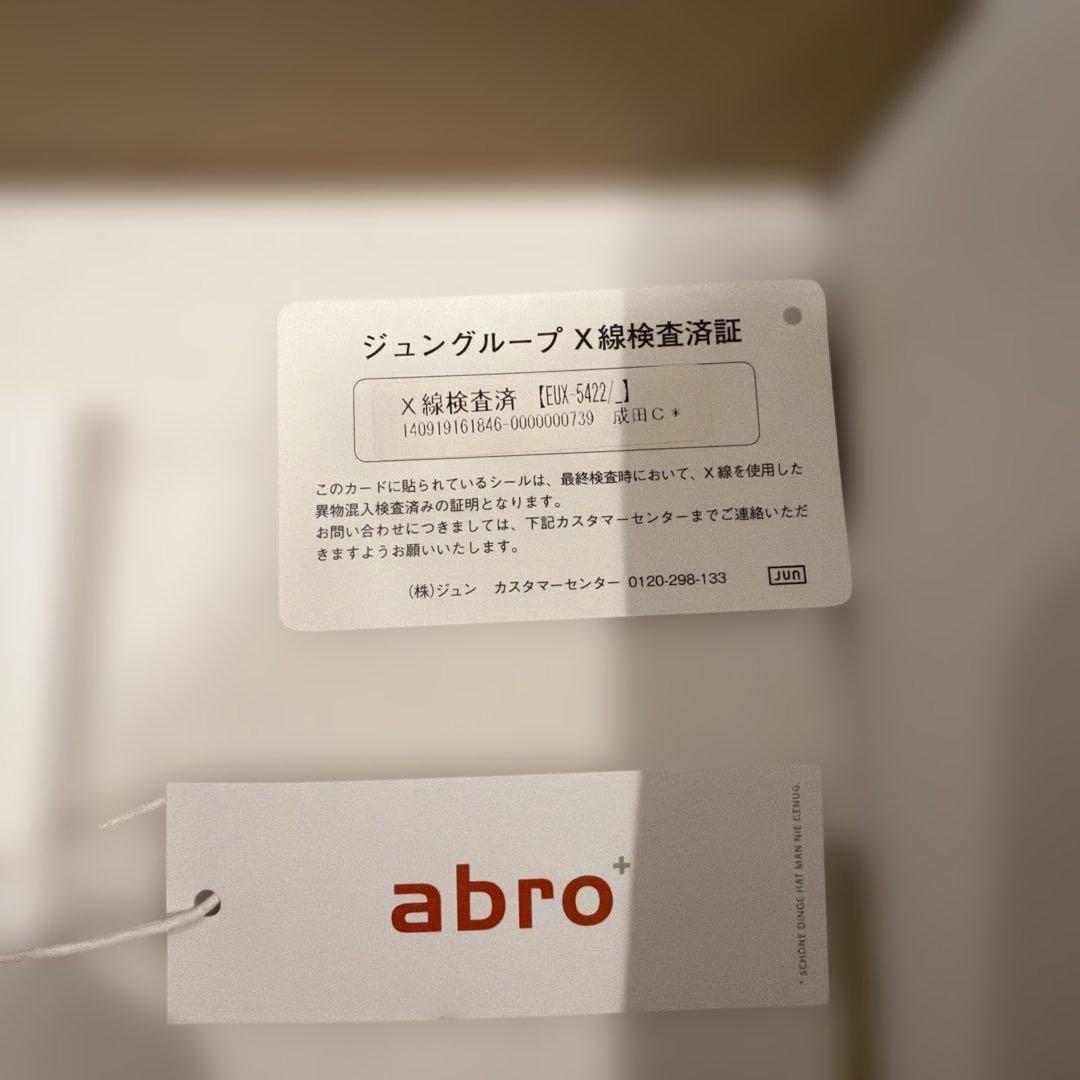 ジュングループ X線検査済証
X線検査済 【EUX-5422/_】
140919161846-0000000739 成田C*
このカードに貼られているシールは、最終検査時において、X線を使用した
異物混入検査済みの証明となります。
お問い合わせにつきましては、下記カスタマーセンターまでご連絡いただ
きますようお願いいたします。
(株)ジュン カスタマーセンター 0120-298-133
JUN
abro+
* SCHÖNE DINGE HAT MAN NIE GENUG.